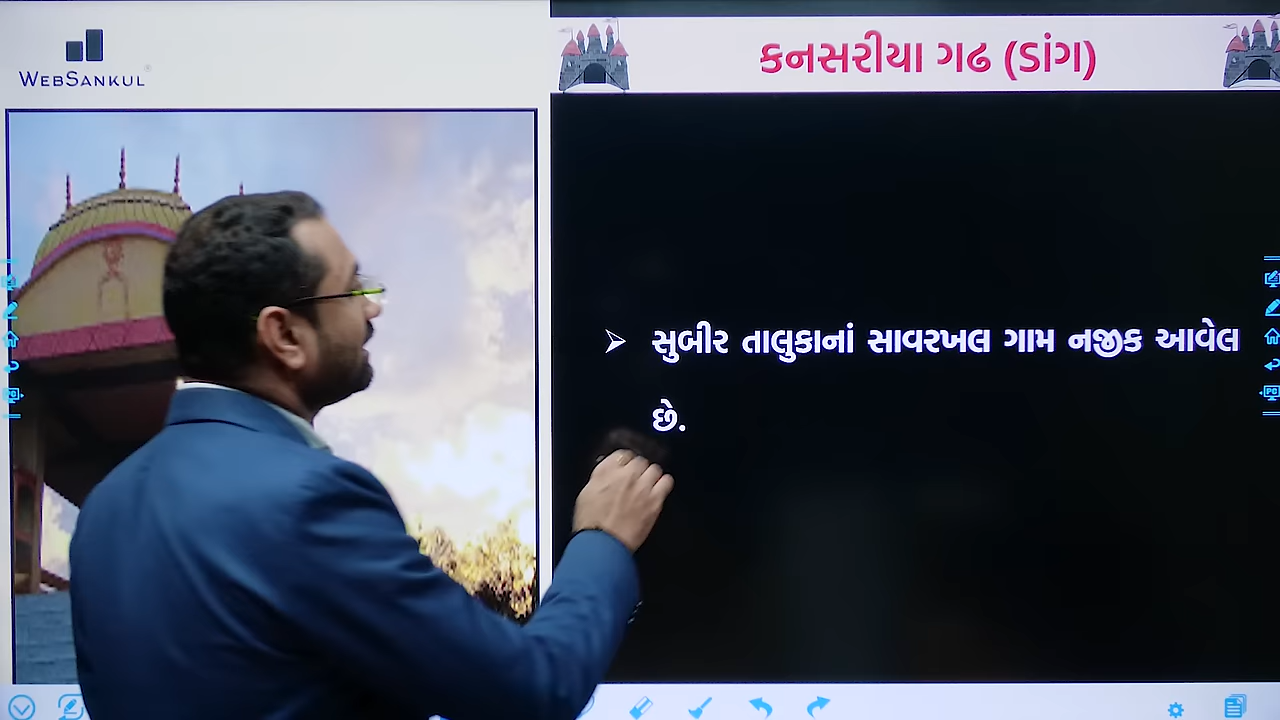 WEBSANKUL
કનસરીયા ગઢ (ડાંગ)
➢ સુબીર તાલુકાનાં સાવરખલ ગામ નજીક આવેલ
છે.